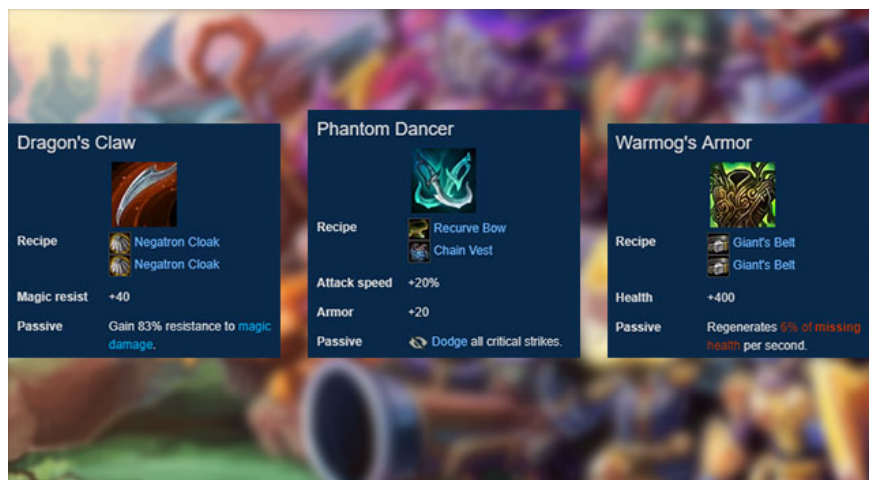 Dragon's Claw
Recipe
Negatron Cloak
Negatron Cloak
Magic resist +40
Passive Gain 83% resistance to magic
damage.
Phantom Dancer
Recipe
Recurve Bow
Chain Vest
Attack speed +20%
Armor +20
Passive Dodge all critical strikes.
Warmog's Armor
Recipe
Giant's Belt
Giant's Belt
Health +400
Passive Regenerates 6% of missing
health per second.